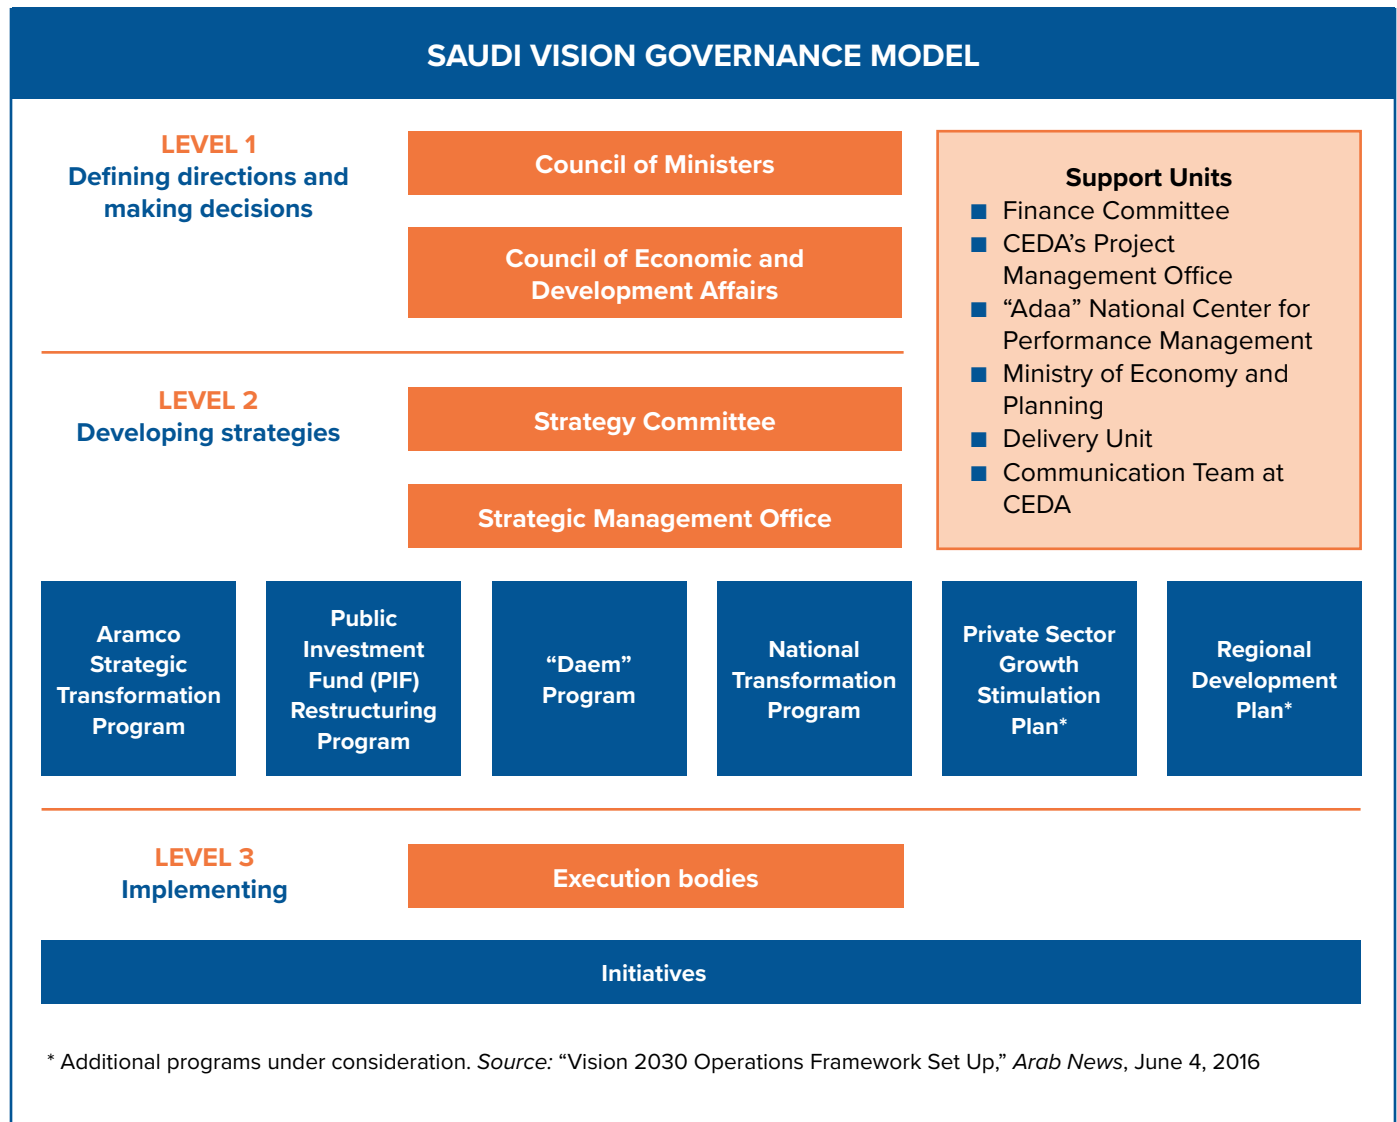 SAUDI VISION GOVERNANCE MODEL
LEVEL 1
Defining directions and
making decisions
Council of Ministers
Council of Economic and
Development Affairs
Support Units
■ Finance Committee
■ CEDA’s Project
Management Office
■ “Adaa” National Center for
Performance Management
■ Ministry of Economy and
Planning
■ Delivery Unit
■ Communication Team at
CEDA
LEVEL 2
Developing strategies
Strategy Committee
Strategic Management Office
Aramco
Strategic
Transformation
Program
Public
Investment
Fund (PIF)
Restructuring
Program
“Daem”
Program
National
Transformation
Program
Private Sector
Growth
Stimulation
Plan*
Regional
Development
Plan*
LEVEL 3
Implementing
Execution bodies
Initiatives
* Additional programs under consideration. Source: “Vision 2030 Operations Framework Set Up,” Arab News, June 4, 2016